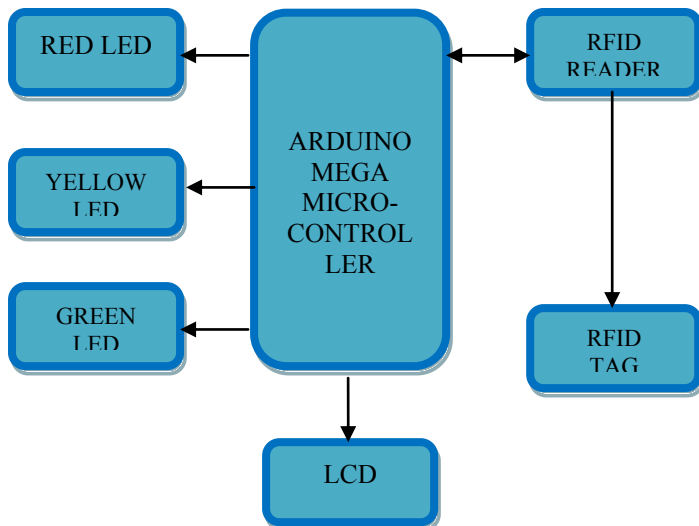 RED LED
RFID
READER
ARDUINO
MEGA
MICRO-
CONTROL
LER
YELLOW
LED
GREEN
LED
RFID
TAG
LCD